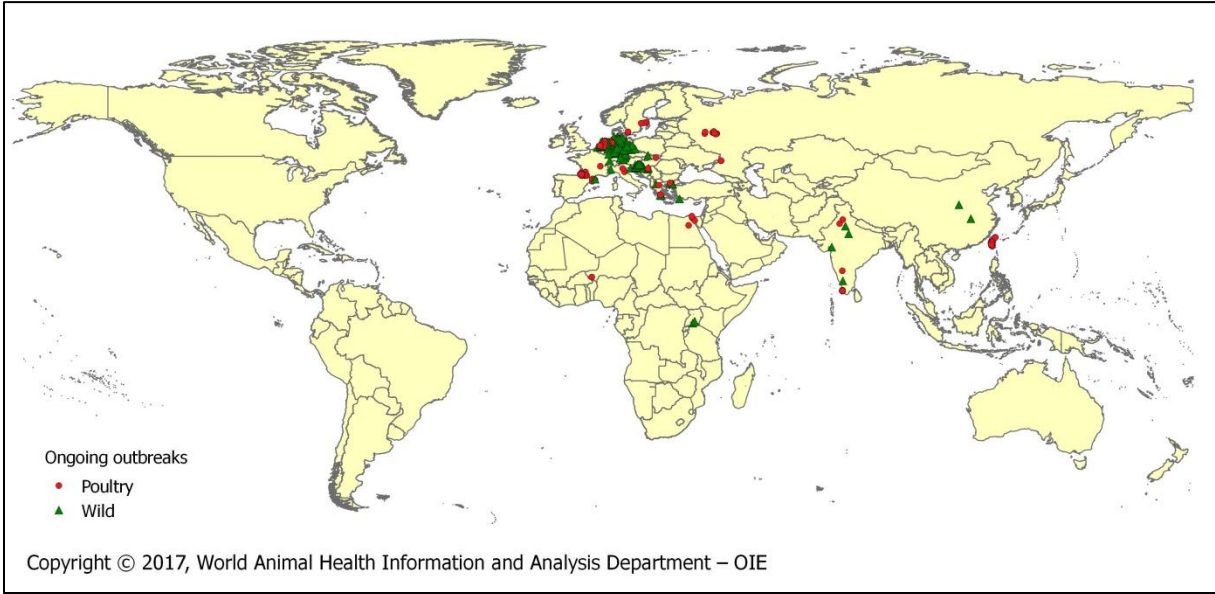 Ongoing outbreaks
Poultry
Wild
Copyright © 2017, World Animal Health Information and Analysis Department – OIE